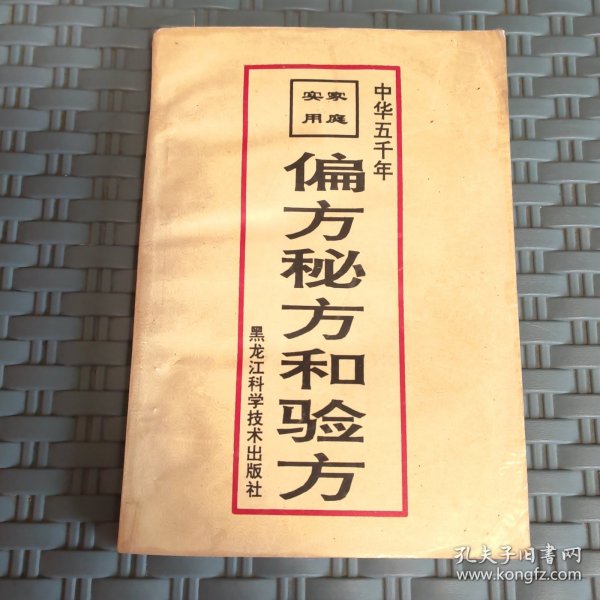 中华五千年
家庭
实用
偏方秘方和验方
黑龙江科学技术出版社
孔夫子旧书网
www.kongfz.com